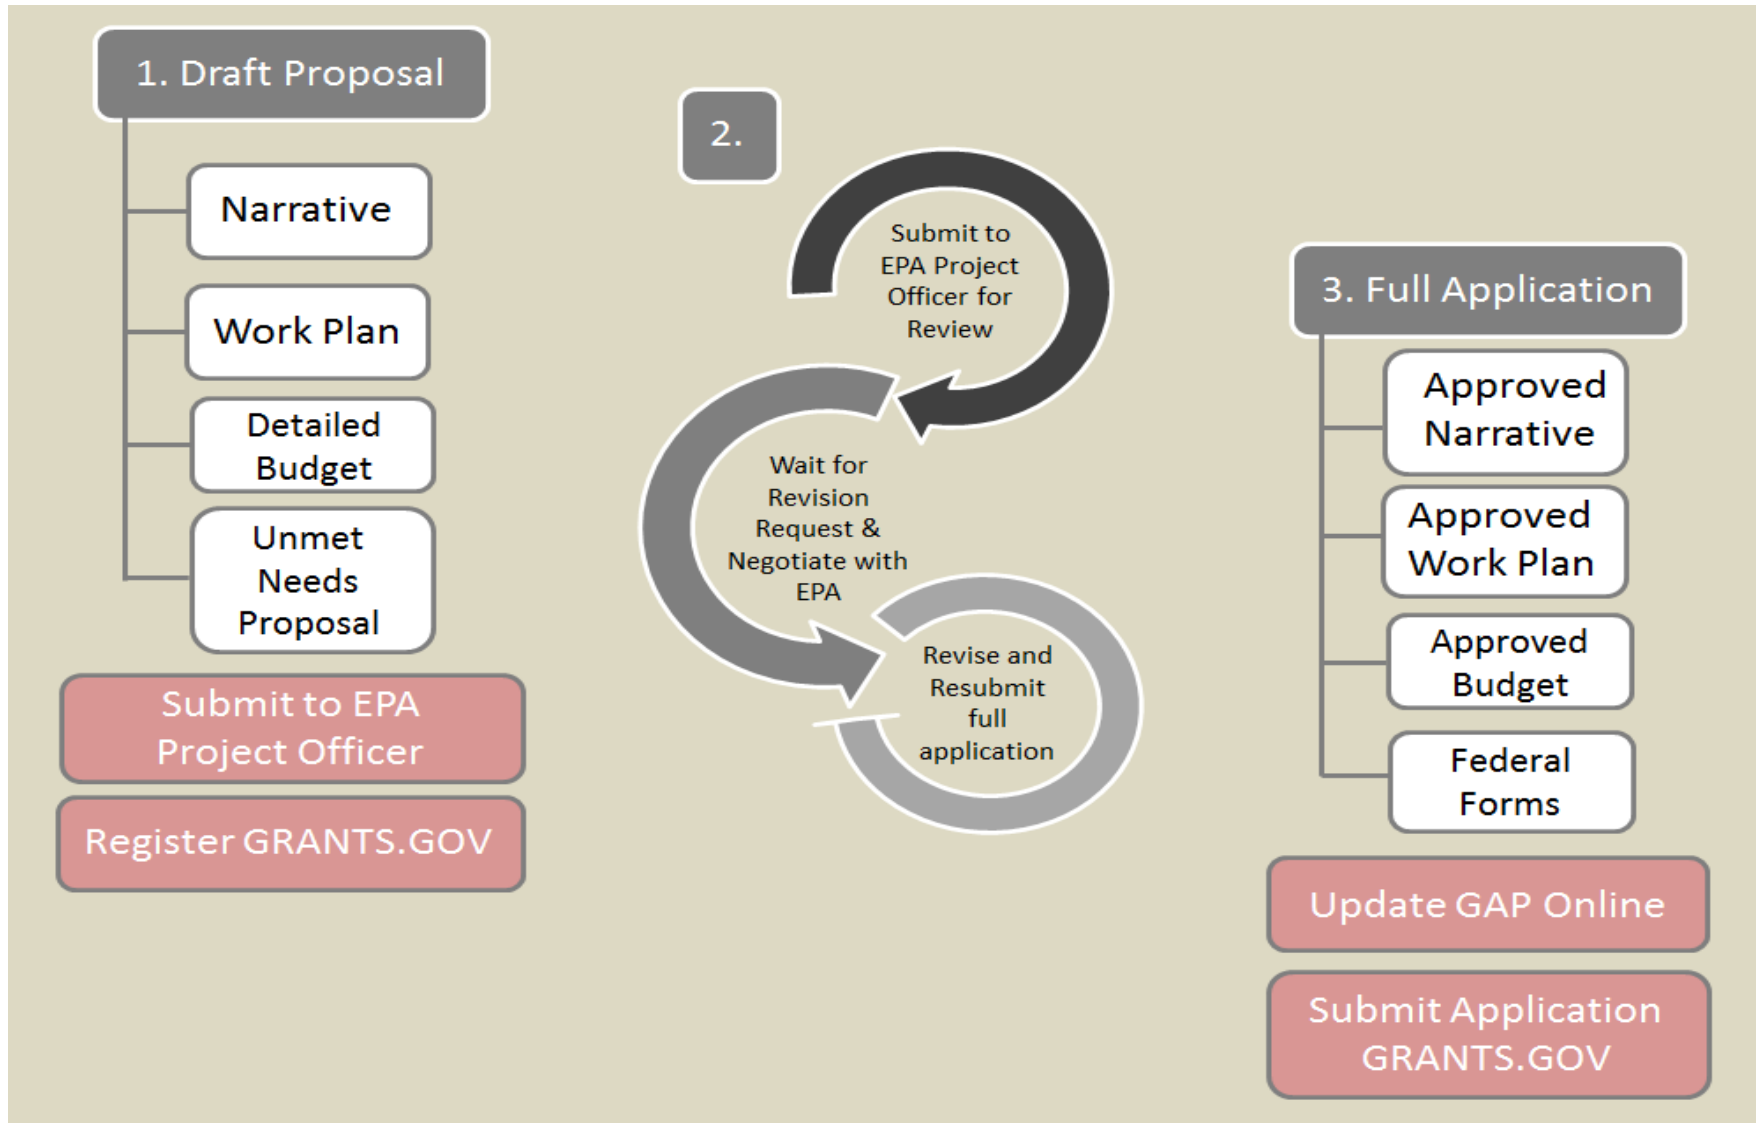 1. Draft Proposal
Narrative
Work Plan
Detailed
Budget
Unmet
Needs
Proposal
Submit to EPA
Project Officer
Register GRANTS.GOV
2.
Submit to
EPA Project
Officer for
Review
Wait for
Revision
Request &
Negotiate with
EPA
Revise and
Resubmit
full
application
3. Full Application
Approved
Narrative
Approved
Work Plan
Approved
Budget
Federal
Forms
Update GAP Online
Submit Application
GRANTS.GOV